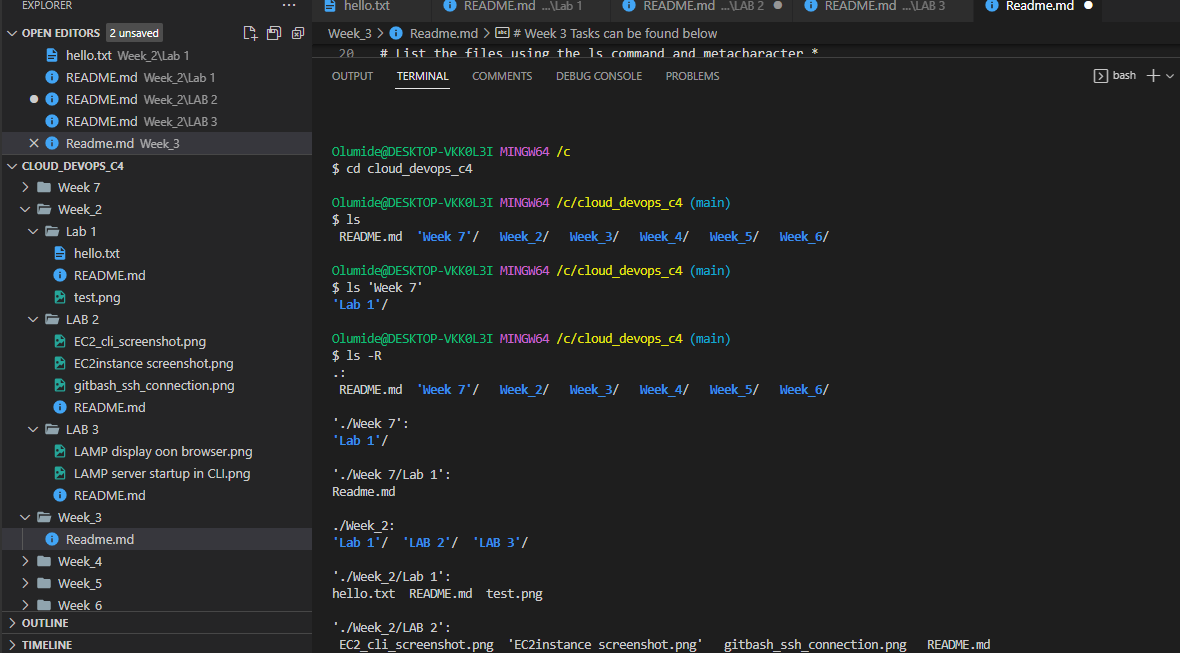 EXPLORER ···
OPEN EDITORS 2 unsaved
hello.txt Week_2\Lab 1
README.md Week_2\Lab 1
README.md Week_2\LAB 2
README.md Week_2\LAB 3
Readme.md Week_3
CLOUD_DEVOPS_C4
Week 7
Week_2
Lab 1
hello.txt
README.md
test.png
LAB 2
EC2_cli_screenshot.png
EC2instance screenshot.png
gitbash_ssh_connection.png
README.md
LAB 3
LAMP display oon browser.png
LAMP server startup in CLI.png
README.md
Week_3
Readme.md
Week_4
Week_5
Week_6
OUTLINE
TIMELINE
hello.txt README.md ...\Lab 1 README.md ...\LAB 2 README.md ...\LAB 3 Readme.md
Week_3 > Readme.md > # Week 3 Tasks can be found below
20 # List the files using the ls command and metacharacter *
OUTPUT TERMINAL COMMENTS DEBUG CONSOLE PROBLEMS bash
Olumide@DESKTOP-VKK0L3I MINGW64 /c
$ cd cloud_devops_c4
Olumide@DESKTOP-VKK0L3I MINGW64 /c/cloud_devops_c4 (main)
$ ls
README.md 'Week 7'/ Week_2/ Week_3/ Week_4/ Week_5/ Week_6/
Olumide@DESKTOP-VKK0L3I MINGW64 /c/cloud_devops_c4 (main)
$ ls 'Week 7'
'Lab 1'/
Olumide@DESKTOP-VKK0L3I MINGW64 /c/cloud_devops_c4 (main)
$ ls -R
.:
README.md 'Week 7'/ Week_2/ Week_3/ Week_4/ Week_5/ Week_6/
'./Week 7':
'Lab 1'/
'./Week 7/Lab 1':
Readme.md
./Week_2:
'Lab 1'/ 'LAB 2'/ 'LAB 3'/
'./Week_2/Lab 1':
hello.txt README.md test.png
'./Week_2/LAB 2':
EC2_cli_screenshot.png 'EC2instance screenshot.png' gitbash_ssh_connection.png README.md